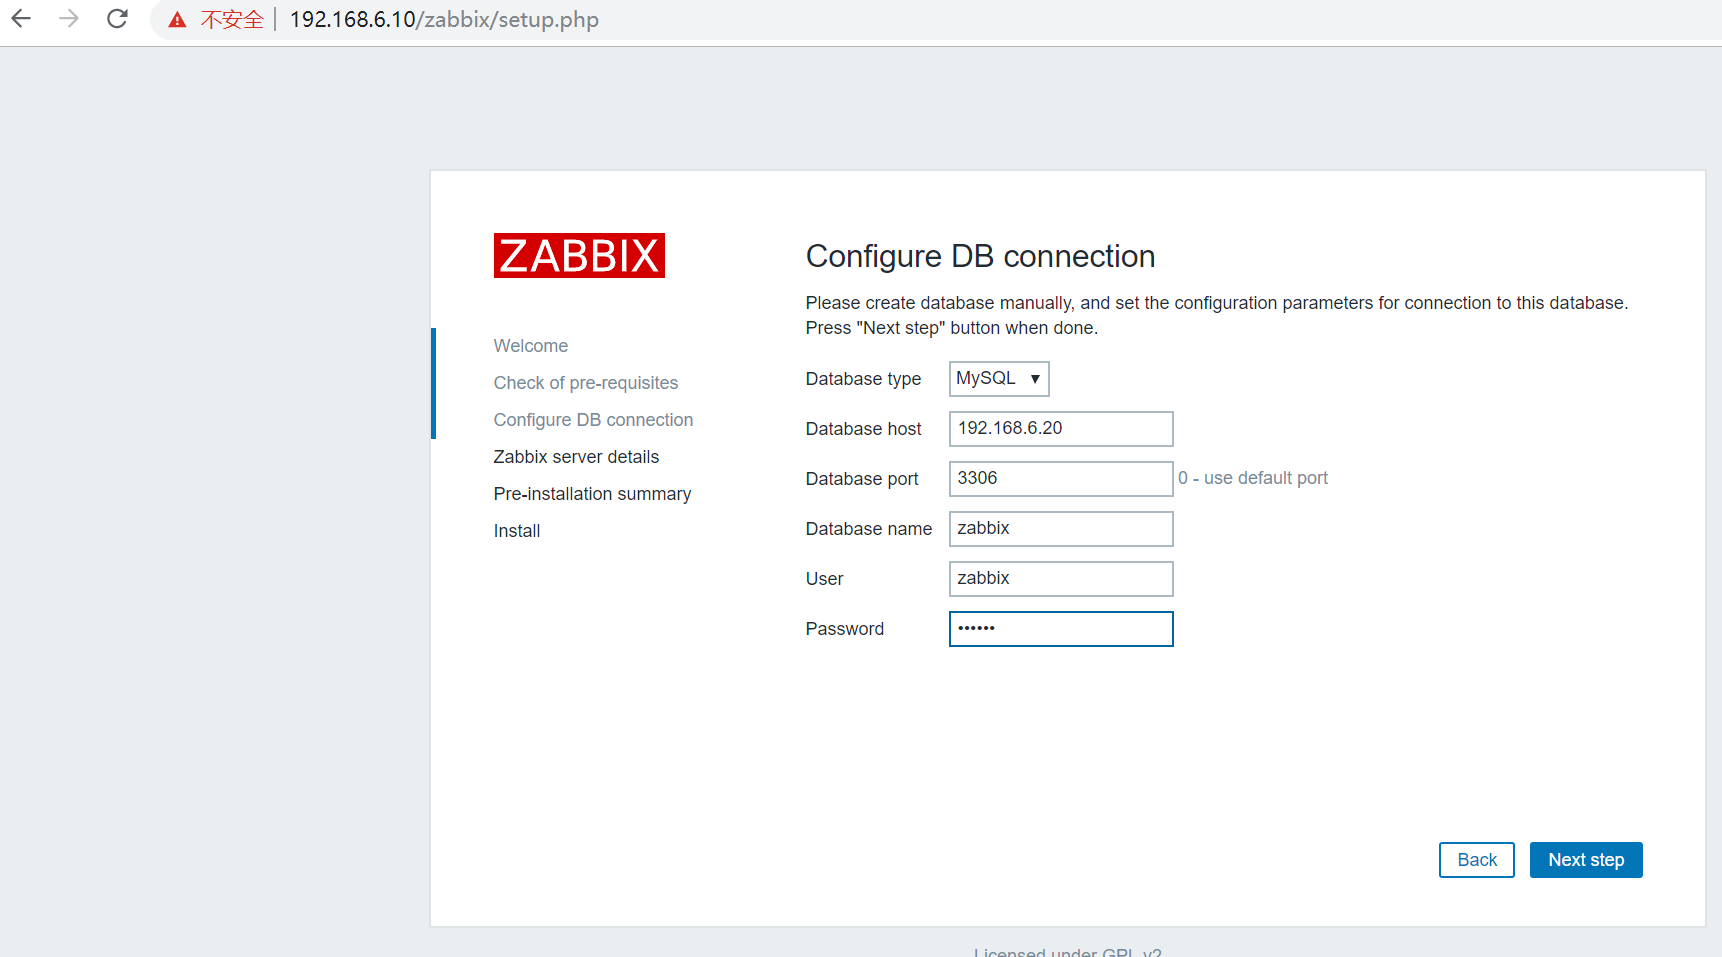 不安全 192.168.6.10/zabbix/setup.php
ZABBIX
Welcome
Check of pre-requisites
Configure DB connection
Zabbix server details
Pre-installation summary
Install
Configure DB connection
Please create database manually, and set the configuration parameters for connection to this database.
Press "Next step" button when done.
Database type MySQL ▼
Database host 192.168.6.20
Database port 3306 0 - use default port
Database name zabbix
User zabbix
Password ••••••
Back Next step
Licensed under GPL v2